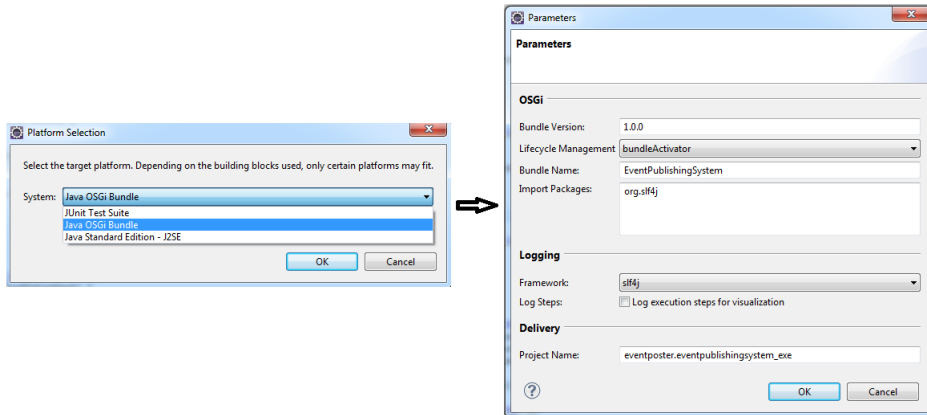 Platform Selection
Select the target platform. Depending on the building blocks used, only certain platforms may fit.
System: Java OSGi Bundle
JUnit Test Suite
Java OSGi Bundle
Java Standard Edition - J2SE
OK Cancel
Parameters
Parameters
OSGi
Bundle Version: 1.0.0
Lifecycle Management bundleActivator
Bundle Name: EventPublishingSystem
Import Packages: org.slf4j
Logging
Framework: slf4j
Log Steps: Log execution steps for visualization
Delivery
Project Name: eventposter.eventpublishingsystem_exe
? OK Cancel